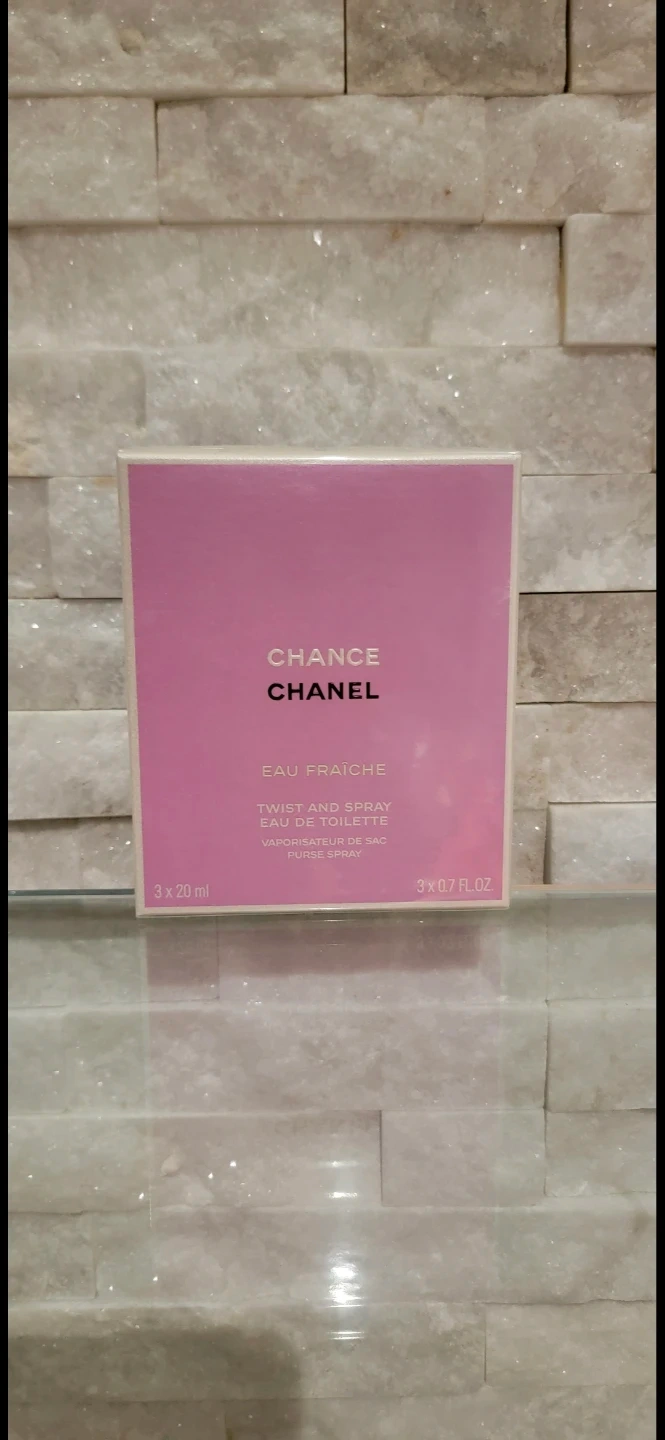 CHANCE
CHANEL
EAU FRAÎCHE
TWIST AND SPRAY
EAU DE TOILETTE
VAPORISATEUR DE SAC
PURSE SPRAY
3 x 20 ml
3 x 0.7 FL.OZ.